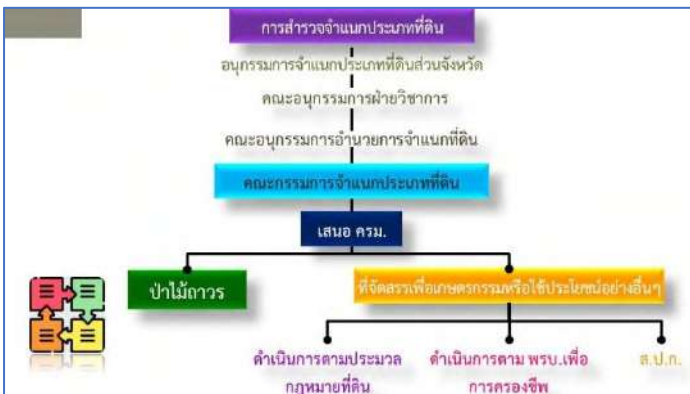 การสำรวจจำแนกประเภทที่ดิน
อนุกรรมการจำแนกประเภทที่ดินส่วนจังหวัด
คณะอนุกรรมการฝ่ายวิชาการ
คณะอนุกรรมการอำนวยการจำแนกที่ดิน
คณะกรรมการจำแนกประเภทที่ดิน
เสนอ ครม.
ป่าไม้ถาวร
ที่จัดสรรเพื่อเกษตรกรรมหรือใช้ประโยชน์อย่างอื่นๆ
ดำเนินการตามประมวล
กฎหมายที่ดิน
ดำเนินการตาม พรบ.เพื่อ
การครองชีพ
ส.ป.ก.